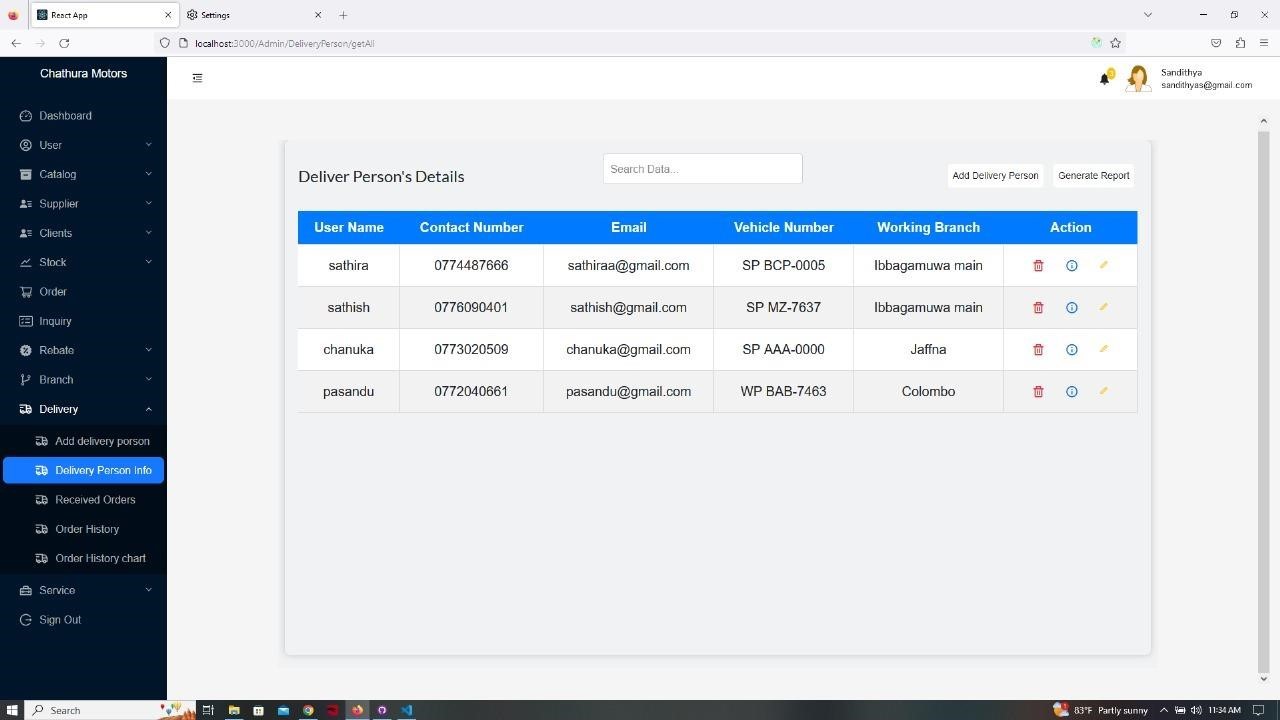 React App
Settings
localhost:3000/Admin/DeliveryPerson/getAll
Chathura Motors
Sandithya
sandithyas@gmail.com
Dashboard
User
Catalog
Supplier
Clients
Stock
Order
Inquiry
Rebate
Branch
Delivery
Add delivery person
Delivery Person Info
Received Orders
Order History
Order History chart
Service
Sign Out
Deliver Person's Details
Search Data...
Add Delivery Person
Generate Report
User Name Contact Number Email Vehicle Number Working Branch Action
sathira 0774487666 sathiraa@gmail.com SP BCP-0005 Ibbagamuwa main
sathish 0776090401 sathish@gmail.com SP MZ-7637 Ibbagamuwa main
chanuka 0773020509 chanuka@gmail.com SP AAA-0000 Jaffna
pasandu 0772040661 pasandu@gmail.com WP BAB-7463 Colombo
Search
83°F Partly sunny
11:34 AM